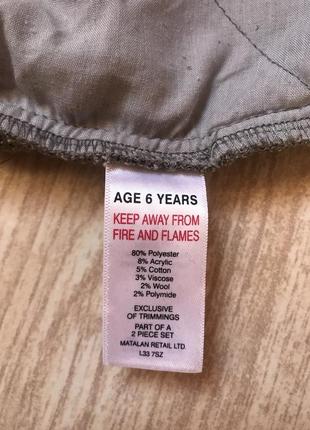 AGE 6 YEARS
KEEP AWAY FROM
FIRE AND FLAMES
80% Polyester
8% Acrylic
5% Cotton
3% Viscose
2% Wool
2% Polymide
EXCLUSIVE
OF TRIMMINGS
PART OF A
2 PIECE SET
MATALAN RETAIL LTD.
L33 7SZ